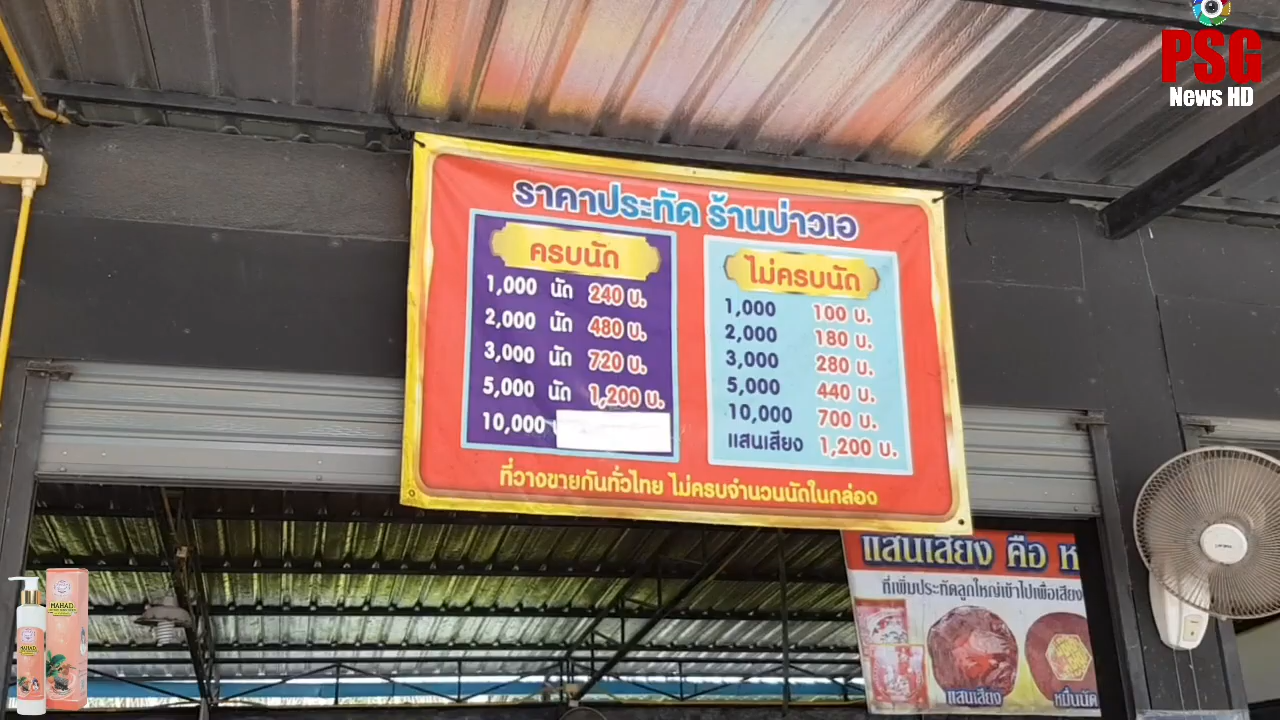 PSG
News HD
ราคาประทัด ร้านบ่าวเอ
ครบนัด
1,000 นัด 240 บ.
2,000 นัด 480 บ.
3,000 นัด 720 บ.
5,000 นัด 1,200 บ.
10,000
ไม่ครบนัด
1,000 100 บ.
2,000 180 บ.
3,000 280 บ.
5,000 440 บ.
10,000 700 บ.
แสนเสียง 1,200 บ.
ที่วางขายกันทั่วไทย ไม่ครบจำนวนนัดในกล่อง
แสนเสียง คือ ห
ที่เพิ่มประทัดลูกใหญ่เข้าไปเพื่อเสียง
แสนเสียง
หมื่นนัด
MAHAD
MAHAD